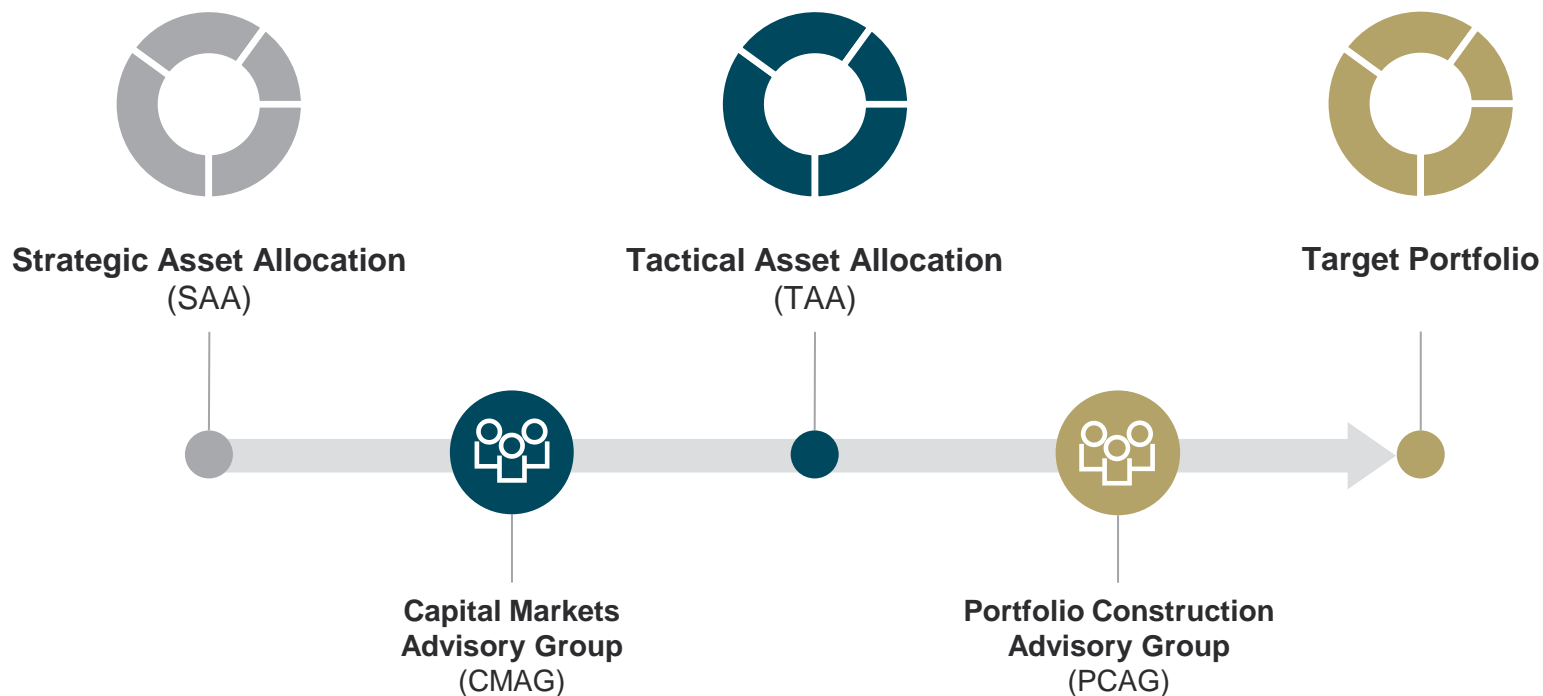 Strategic Asset Allocation
(SAA)
Tactical Asset Allocation
(TAA)
Target Portfolio
Capital Markets
Advisory Group
(CMAG)
Portfolio Construction
Advisory Group
(PCAG)